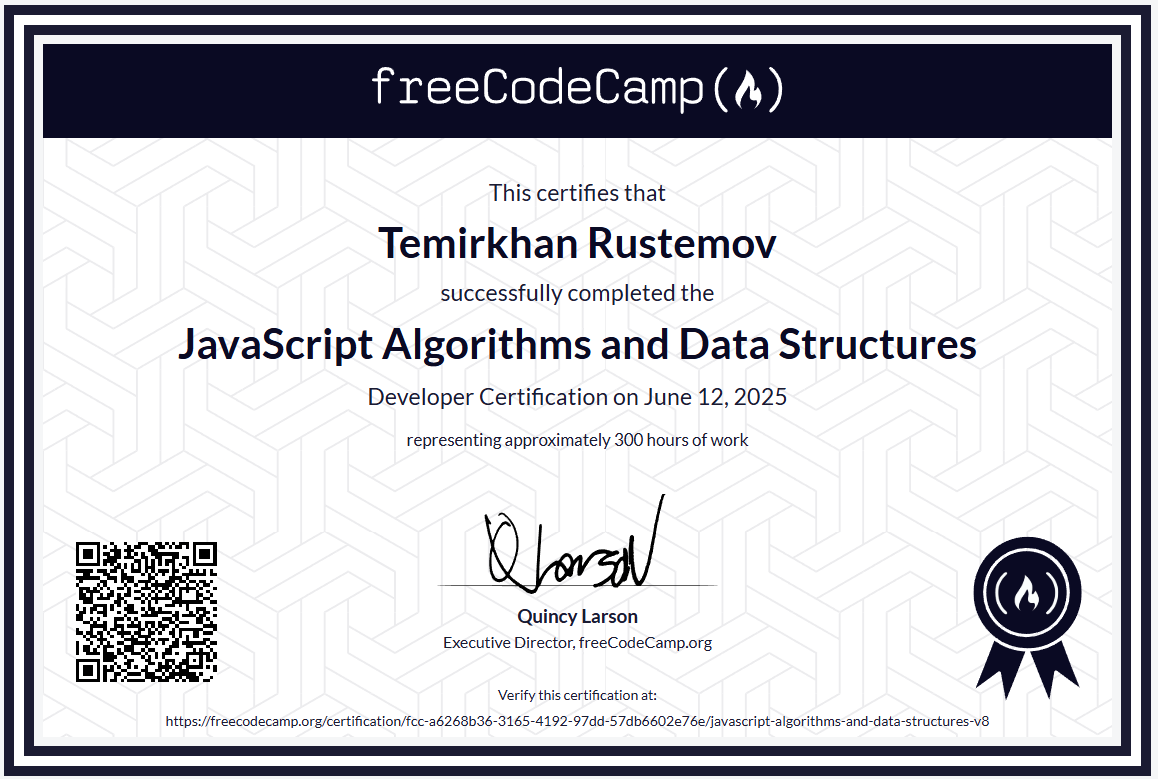 freeCodeCamp(🔥)
This certifies that
Temirkhan Rustemov
successfully completed the
JavaScript Algorithms and Data Structures
Developer Certification on June 12, 2025
representing approximately 300 hours of work
Q Larson
Quincy Larson
Executive Director, freeCodeCamp.org
Verify this certification at:
https://freecodecamp.org/certification/fcc-a6268b36-3165-4192-97dd-57db6602e76e/javascript-algorithms-and-data-structures-v8